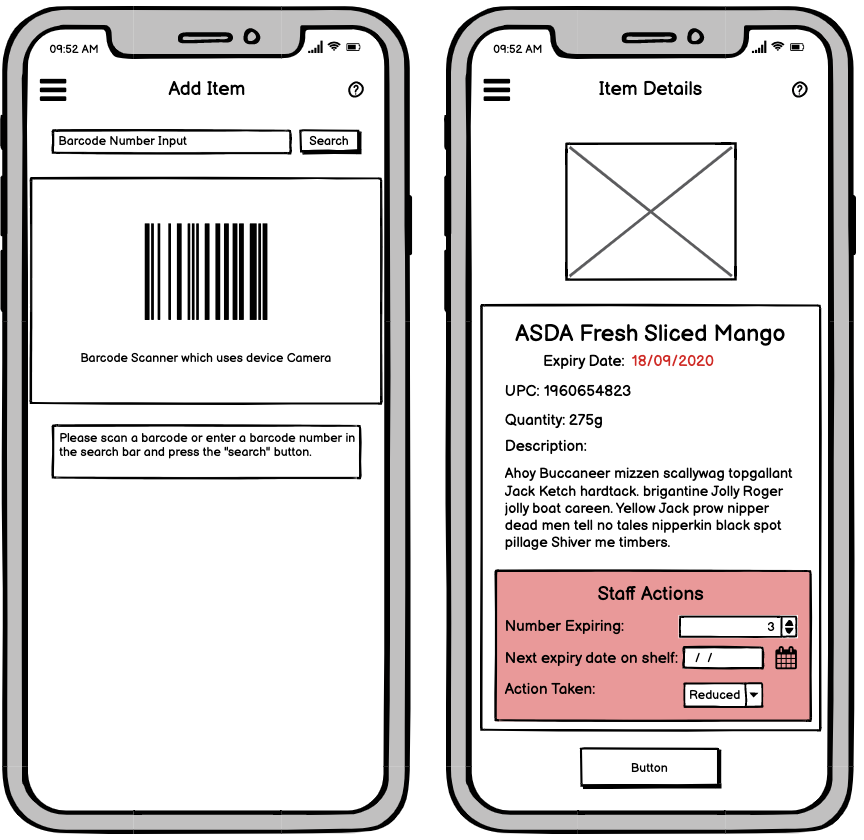 09:52 AM
Add Item
?
Barcode Number Input
Search
Barcode Scanner which uses device Camera
Please scan a barcode or enter a barcode number in
the search bar and press the "search" button.
09:52 AM
Item Details
?
ASDA Fresh Sliced Mango
Expiry Date: 18/09/2020
UPC: 1960654823
Quantity: 275g
Description:
Ahoy Buccaneer mizzen scallywag topgallant
Jack Ketch hardtack. brigantine Jolly Roger
jolly boat careen. Yellow Jack prow nipper
dead men tell no tales nipperkin black spot
pillage Shiver me timbers.
Staff Actions
Number Expiring: 3
Next expiry date on shelf: / /
Action Taken: Reduced
Button